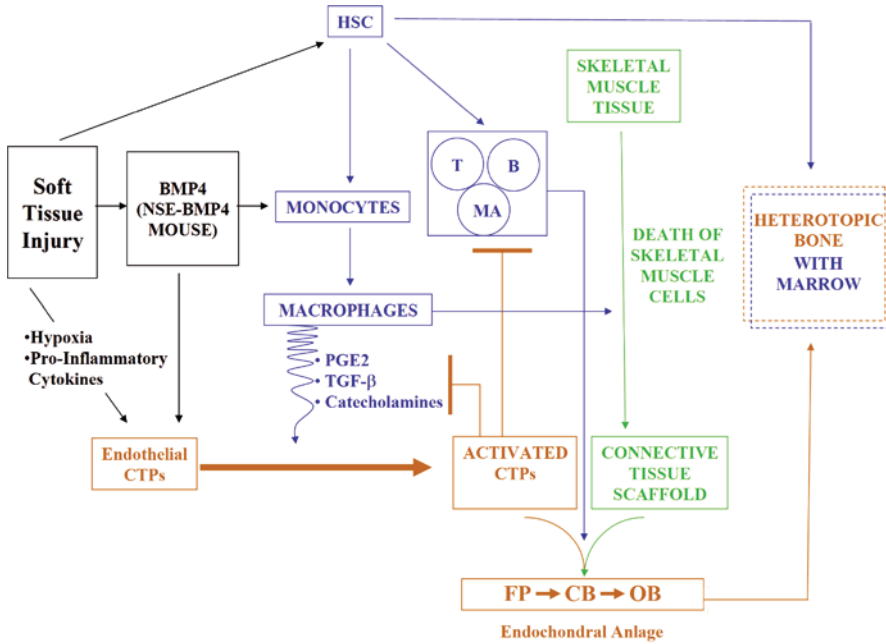 HSC
SKELETAL
MUSCLE
TISSUE
Soft
Tissue
Injury
BMP4
(NSE-BMP4
MOUSE)
MONOCYTES
T
B
MA
HETEROTOPIC
BONE
WITH
MARROW
DEATH OF
SKELETAL
MUSCLE
CELLS
MACROPHAGES
•Hypoxia
•Pro-Inflammatory
Cytokines
• PGE2
• TGF-β
• Catecholamines
Endothelial
CTPs
ACTIVATED
CTPs
CONNECTIVE
TISSUE
SCAFFOLD
FP → CB → OB
Endochondral Anlage